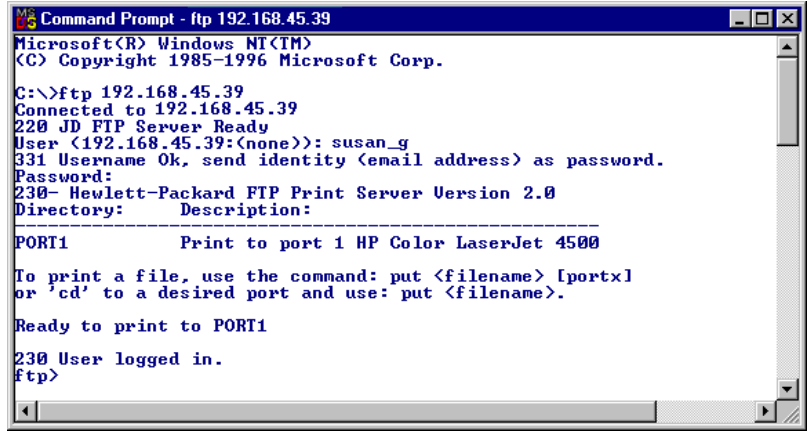 Command Prompt - ftp 192.168.45.39
Microsoft(R) Windows NT(TM)
(C) Copyright 1985-1996 Microsoft Corp.
C:\>ftp 192.168.45.39
Connected to 192.168.45.39
220 JD FTP Server Ready
User (192.168.45.39:(none)): susan_g
331 Username Ok, send identity (email address) as password.
Password:
230- Hewlett-Packard FTP Print Server Version 2.0
Directory: Description:
------------------------------------------------------------
PORT1 Print to port 1 HP Color LaserJet 4500
To print a file, use the command: put <filename> [portx]
or 'cd' to a desired port and use: put <filename>.
Ready to print to PORT1
230 User logged in.
ftp>